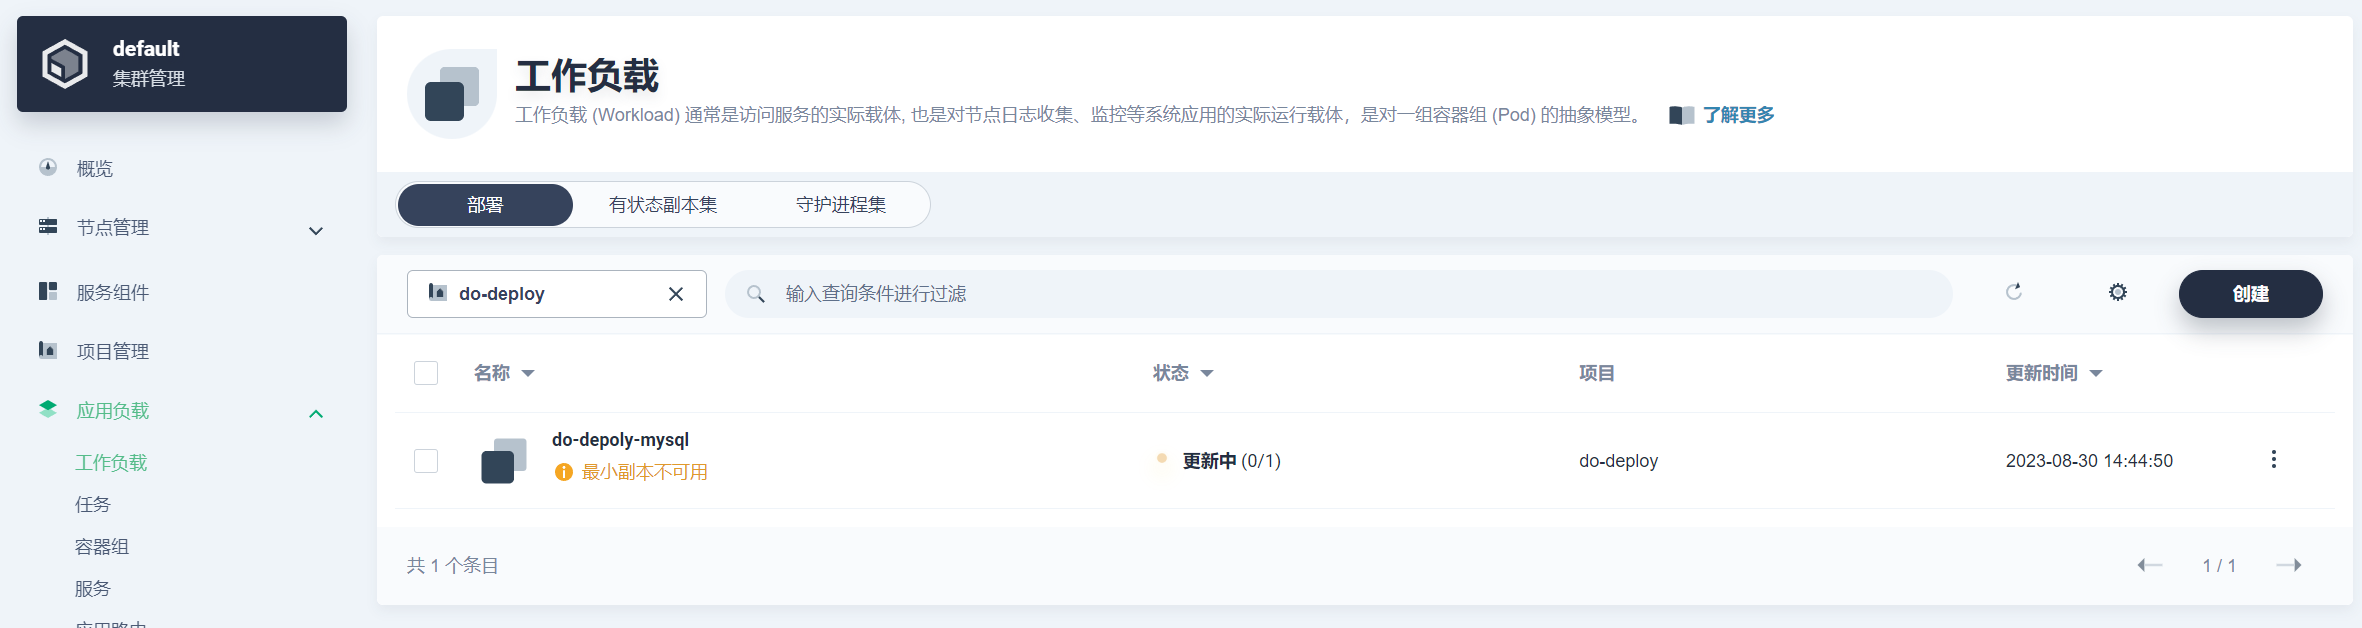 default
集群管理
概览
节点管理
服务组件
项目管理
应用负载
工作负载
任务
容器组
服务
应用路由
工作负载
工作负载 (Workload) 通常是访问服务的实际载体, 也是对节点日志收集、监控等系统应用的实际运行载体，是对一组容器组 (Pod) 的抽象模型。 了解更多
部署 有状态副本集 守护进程集
do-deploy 输入查询条件进行过滤 创建
名称 状态 项目 更新时间
do-depoly-mysql
最小副本不可用
更新中 (0/1) do-deploy 2023-08-30 14:44:50
共 1 个条目 1 / 1